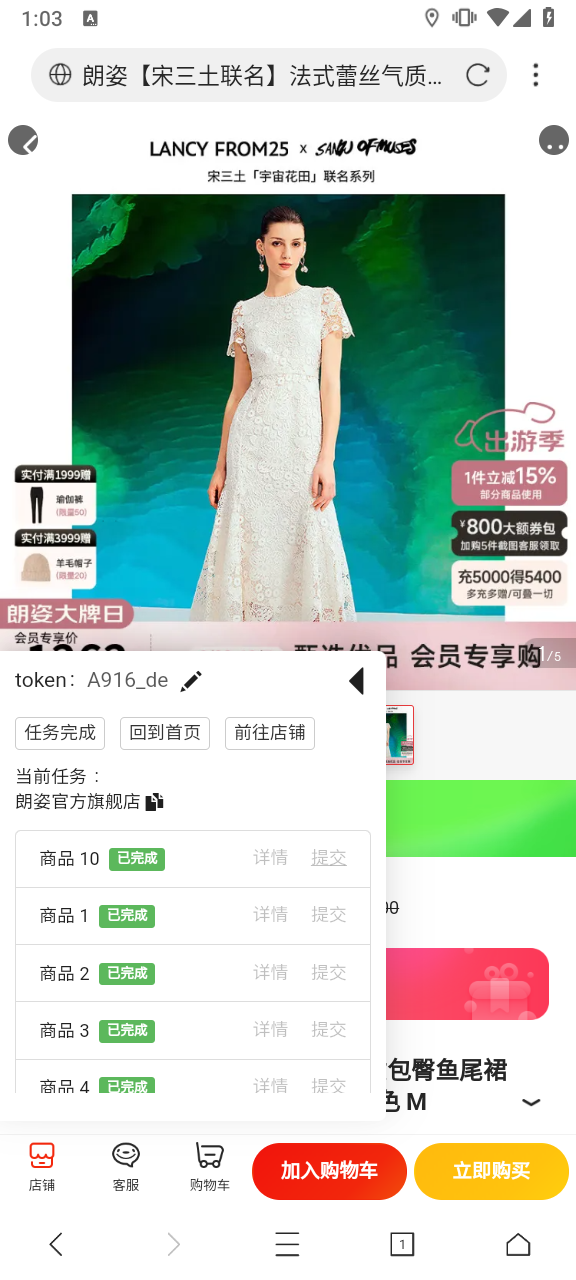 1:03
朗姿【宋三土联名】法式蕾丝气质...
LANCY FROM25 x SANTU OF MUSES
宋三土「宇宙花田」联名系列
出游季
实付满1999赠
瑜伽裤
(限量50)
1件立减15%
部分商品使用
¥800大额券包
加购5件截图客服领取
实付满3999赠
羊毛帽子
(限量20)
充5000得5400
多充多赠/可叠一切
朗姿大牌日
会员专享价
甄选优品 会员专享购
1/5
token: A916_de
任务完成 回到首页 前往店铺
当前任务：
朗姿官方旗舰店
商品 10 已完成 详情 提交
商品 1 已完成 详情 提交
商品 2 已完成 详情 提交
商品 3 已完成 详情 提交
商品 4 已完成 详情 提交
包臀鱼尾裙
色 M
店铺 客服 购物车 加入购物车 立即购买
1